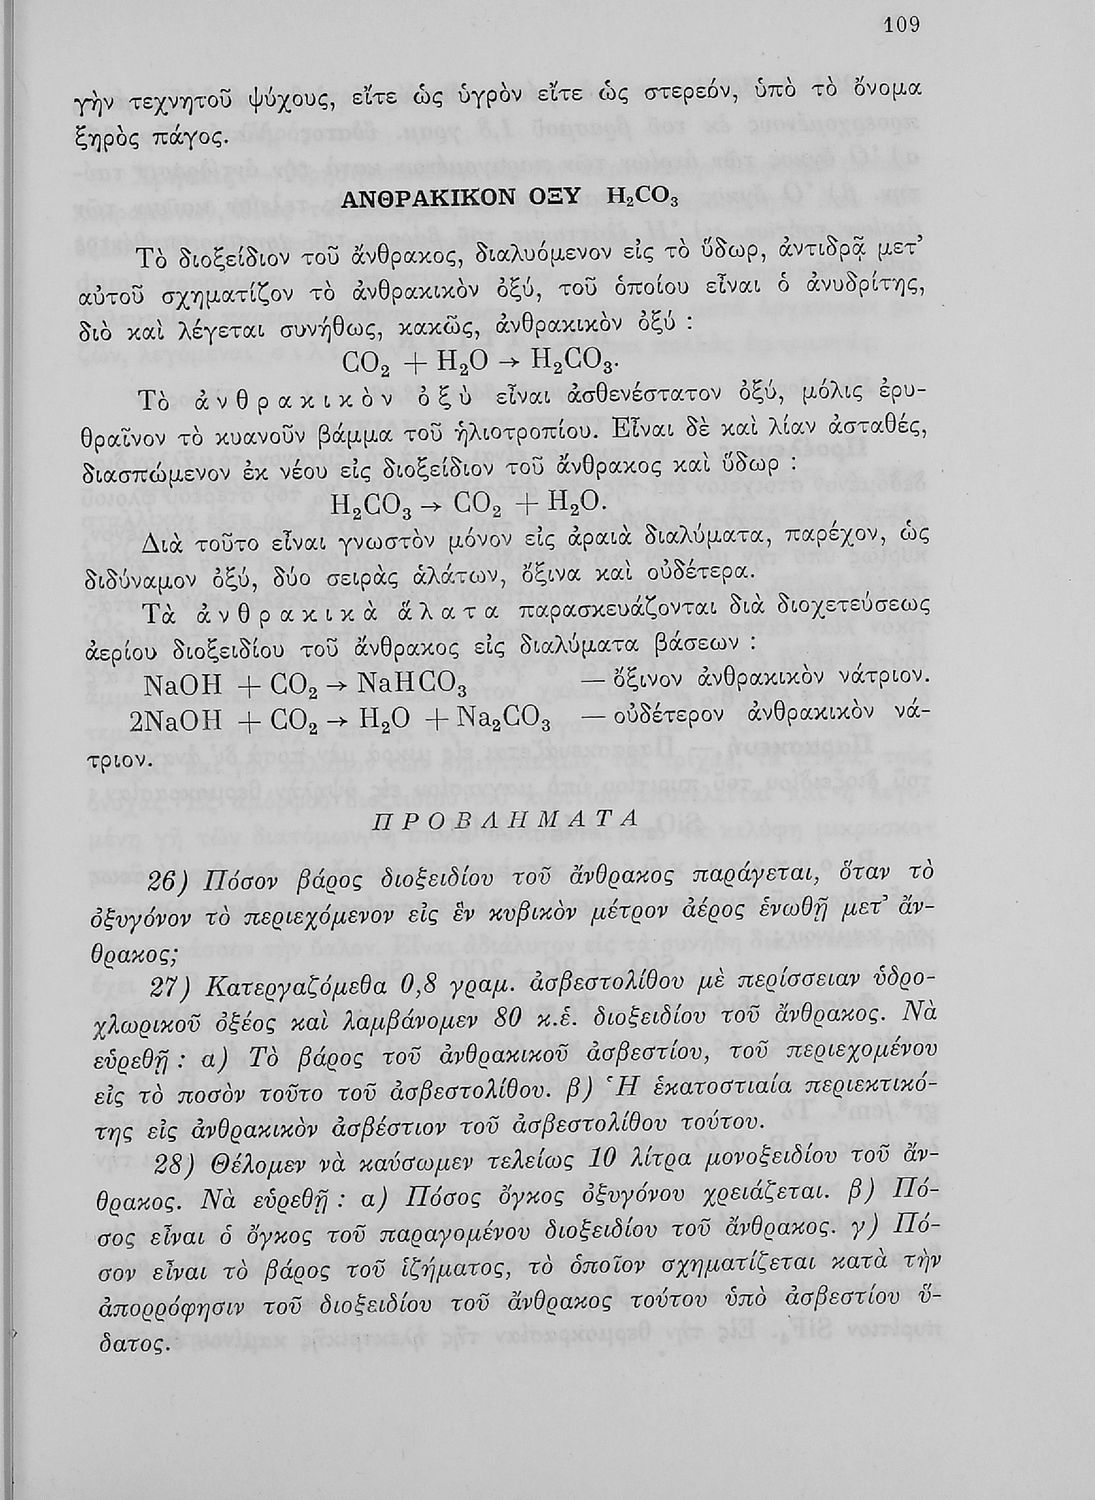 109
γὴν τεχνητοῦ ψύχους, εἴτε ὡς ὑγρὸν εἴτε ὡς στερεόν, ὑπὸ τὸ ὄνομα
ξηρὸς πάγος.
ΑΝΘΡΑΚΙΚΟΝ ΟΞΥ H₂CO₃
Τὸ διοξείδιον τοῦ ἄνθρακος, διαλυόμενον εἰς τὸ ὕδωρ, ἀντιδρᾷ μετ’
αὐτοῦ σχηματίζον τὸ ἀνθρακικὸν ὀξύ, τοῦ ὁποίου εἶναι ὁ ἀνυδρίτης,
διὸ καὶ λέγεται συνήθως, κακῶς, ἀνθρακικὸν ὀξύ :
CO₂ + H₂O → H₂CO₃.
Τὸ ἀνθρακικὸν ὀξὺ εἶναι ἀσθενέστατον ὀξύ, μόλις ἐρυ-
θραῖνον τὸ κυανοῦν βάμμα τοῦ ἡλιοτροπίου. Εἶναι δὲ καὶ λίαν ἀσταθές,
διασπώμενον ἐκ νέου εἰς διοξείδιον τοῦ ἄνθρακος καὶ ὕδωρ :
H₂CO₃ → CO₂ + H₂O.
Διὰ τοῦτο εἶναι γνωστὸν μόνον εἰς ἀραιὰ διαλύματα, παρέχον, ὡς
διδύναμον ὀξύ, δύο σειρὰς ἁλάτων, ὄξινα καὶ οὐδέτερα.
Τὰ ἀνθρακικὰ ἅλατα παρασκευάζονται διὰ διοχετεύσεως
ἀερίου διοξειδίου τοῦ ἄνθρακος εἰς διαλύματα βάσεων :
NaOH + CO₂ → NaHCO₃ — ὄξινον ἀνθρακικὸν νάτριον.
2NaOH + CO₂ → H₂O + Na₂CO₃ — οὐδέτερον ἀνθρακικὸν νά-
τριον.
ΠΡΟΒΛΗΜΑΤΑ
26) Πόσον βάρος διοξειδίου τοῦ ἄνθρακος παράγεται, ὅταν τὸ
ὀξυγόνον τὸ περιεχόμενον εἰς ἓν κυβικὸν μέτρον ἀέρος ἑνωθῇ μετ’ ἄν-
θρακος;
27) Κατεργαζόμεθα 0,8 γραμ. ἀσβεστολίθου μὲ περίσσειαν ὑδρο-
χλωρικοῦ ὀξέος καὶ λαμβάνομεν 80 κ.ἑ. διοξειδίου τοῦ ἄνθρακος. Νὰ
εὑρεθῇ : α) Τὸ βάρος τοῦ ἀνθρακικοῦ ἀσβεστίου, τοῦ περιεχομένου
εἰς τὸ ποσὸν τοῦτο τοῦ ἀσβεστολίθου. β) Ἡ ἑκατοστιαία περιεκτικό-
της εἰς ἀνθρακικὸν ἀσβέστιον τοῦ ἀσβεστολίθου τούτου.
28) Θέλομεν νὰ καύσωμεν τελείως 10 λίτρα μονοξειδίου τοῦ ἄν-
θρακος. Νὰ εὑρεθῇ : α) Πόσος ὄγκος ὀξυγόνου χρειάζεται. β) Πό-
σος εἶναι ὁ ὄγκος τοῦ παραγομένου διοξειδίου τοῦ ἄνθρακος. γ) Πό-
σον εἶναι τὸ βάρος τοῦ ἱζήματος, τὸ ὁποῖον σχηματίζεται κατὰ τὴν
ἀπορρόφησιν τοῦ διοξειδίου τοῦ ἄνθρακος τούτου ὑπὸ ἀσβεστίου ὕ-
δατος.